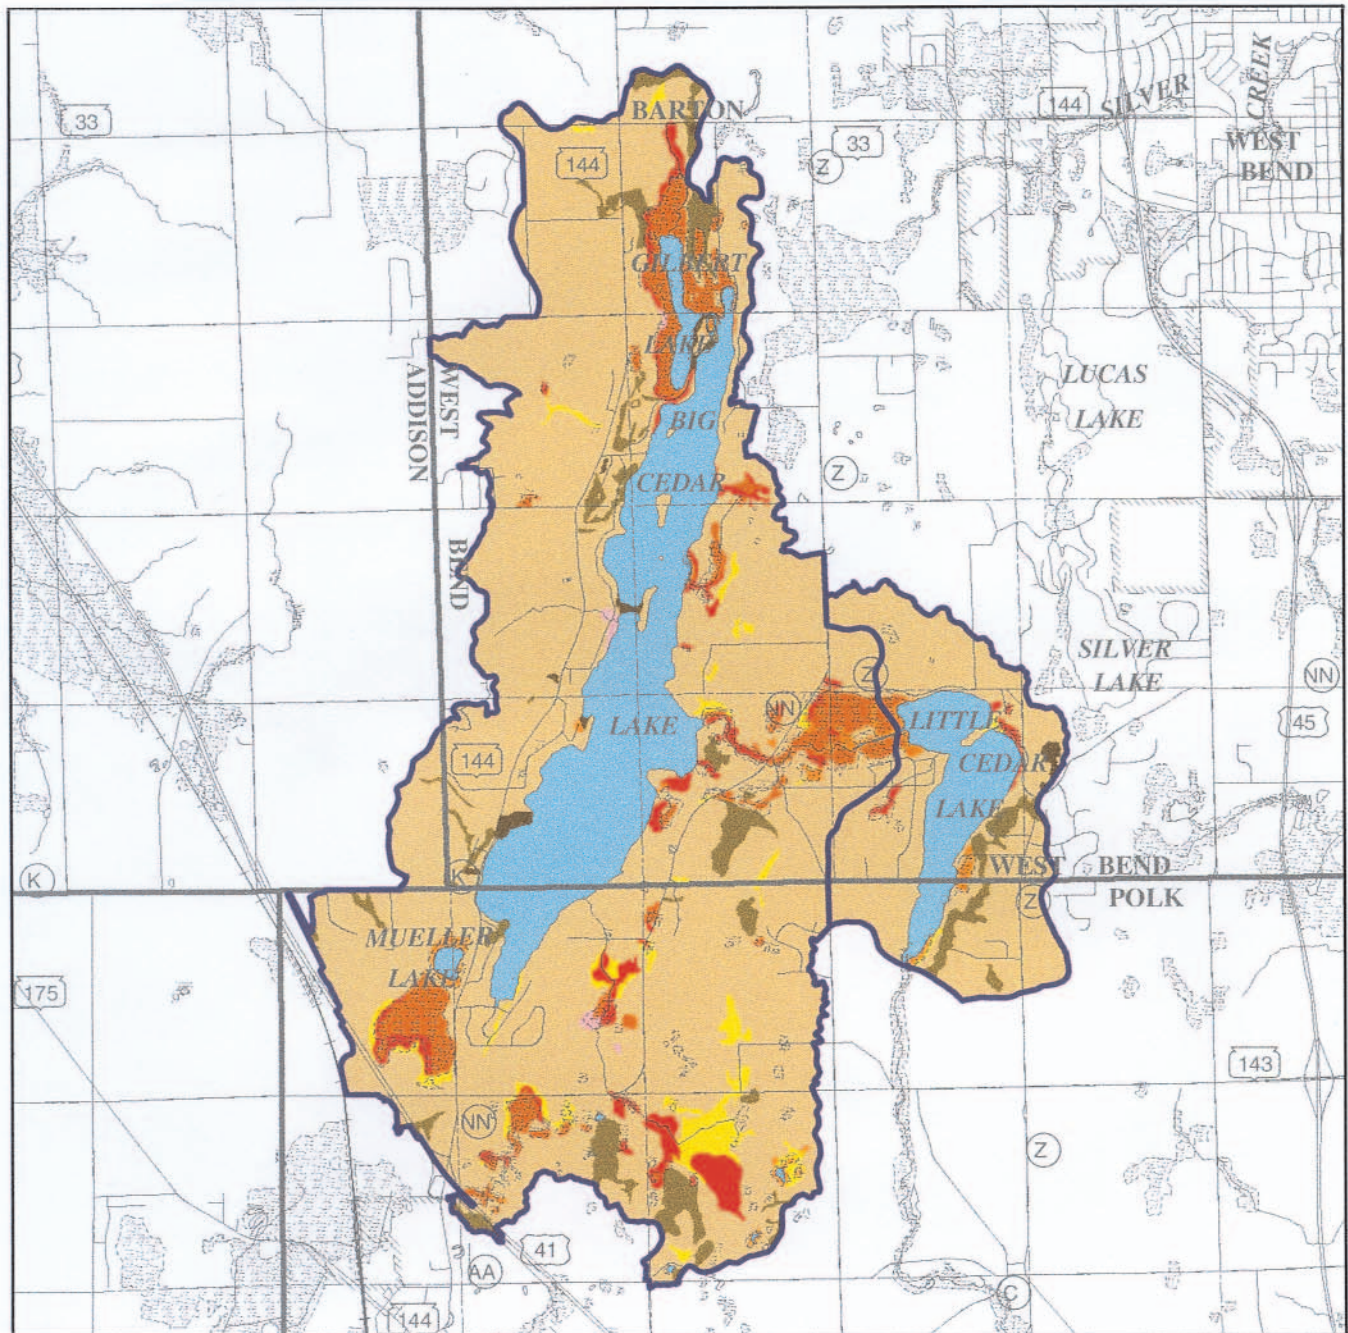 BARTON
144
SILVER
CREEK
33
33
Z
WEST
BEND
144
GILBERT
LAKE
LUCAS
LAKE
WEST
ADDISON
BIG
CEDAR
Z
BEND
SILVER
LAKE
Z
NN
NN
LAKE
LITTLE
45
144
CEDAR
LAKE
K
K
WEST BEND
Z
POLK
MUELLER
LAKE
175
143
NN
Z
41
AA
C
144